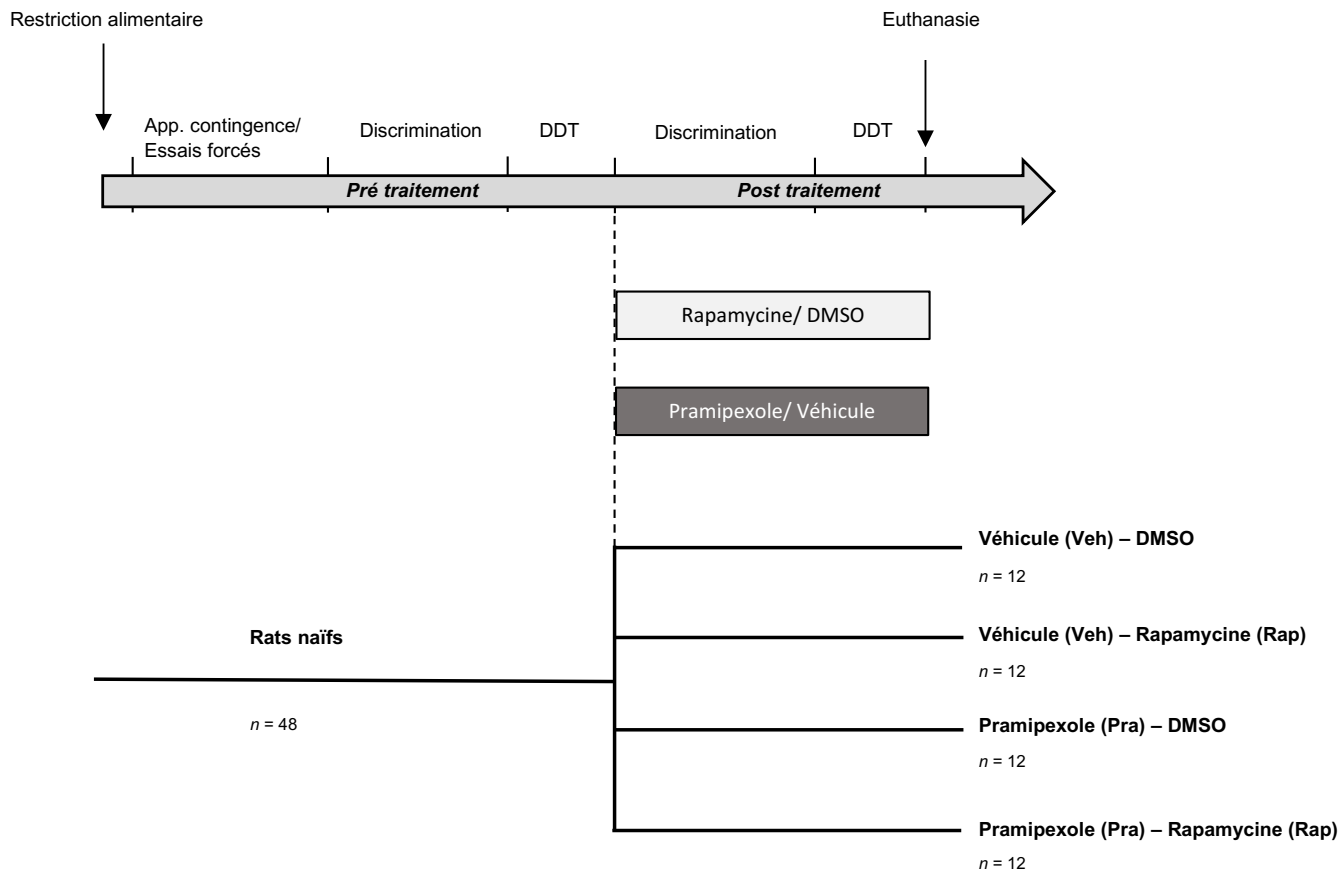 Restriction alimentaire
Euthanasie
App. contingence/
Essais forcés
Discrimination
DDT
Discrimination
DDT
Pré traitement
Post traitement
Rapamycine/ DMSO
Pramipexole/ Véhicule
Véhicule (Veh) – DMSO
n = 12
Rats naïfs
Véhicule (Veh) – Rapamycine (Rap)
n = 12
n = 48
Pramipexole (Pra) – DMSO
n = 12
Pramipexole (Pra) – Rapamycine (Rap)
n = 12